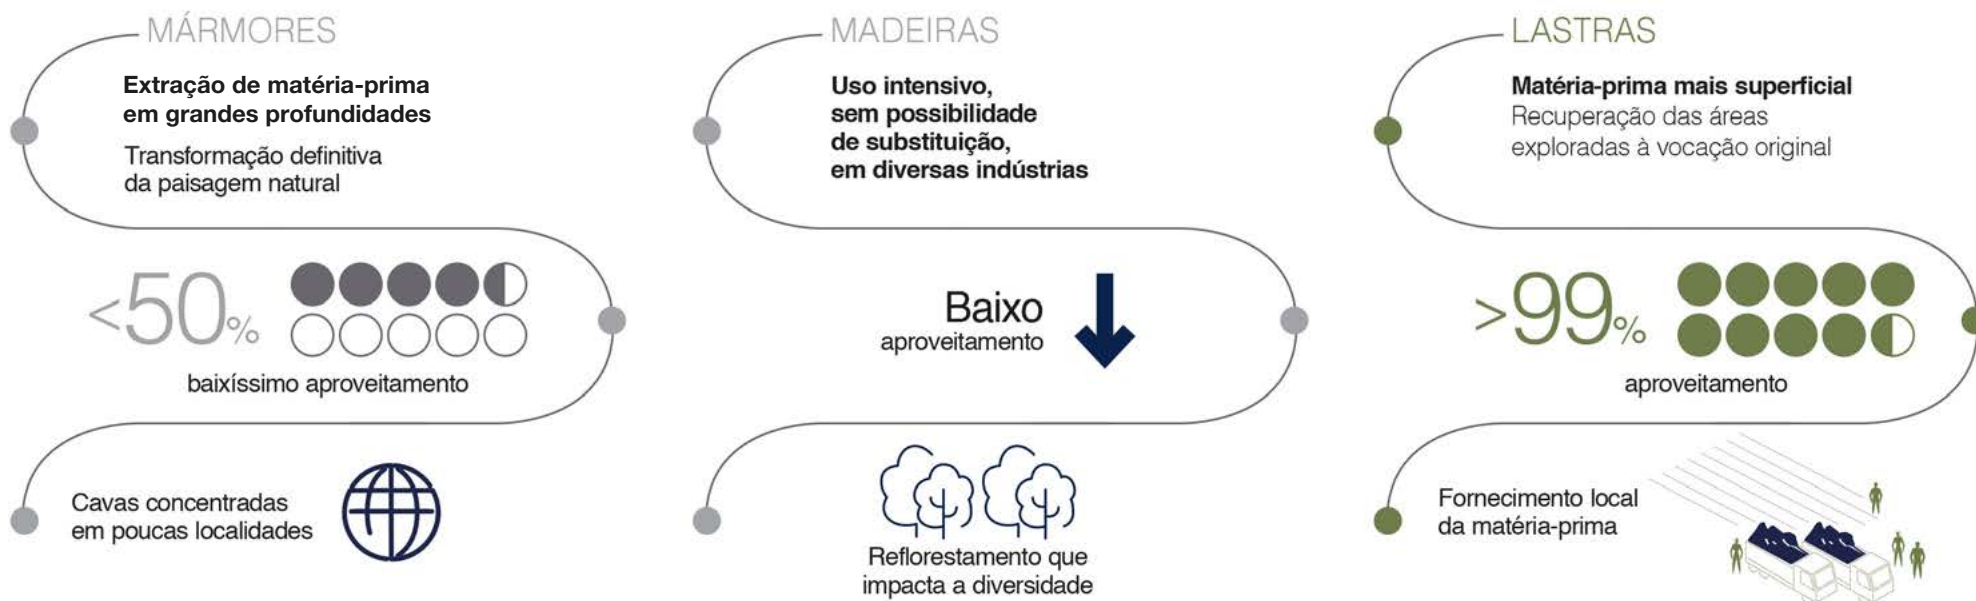 MÁRMORES
Extração de matéria-prima
em grandes profundidades
Transformação definitiva
da paisagem natural
<50%
baixíssimo aproveitamento
Cavas concentradas
em poucas localidades
MADEIRAS
Uso intensivo,
sem possibilidade
de substituição,
em diversas indústrias
Baixo
aproveitamento
Reflorestamento que
impacta a diversidade
LASTRAS
Matéria-prima mais superficial
Recuperação das áreas
exploradas à vocação original
>99%
aproveitamento
Fornecimento local
da matéria-prima